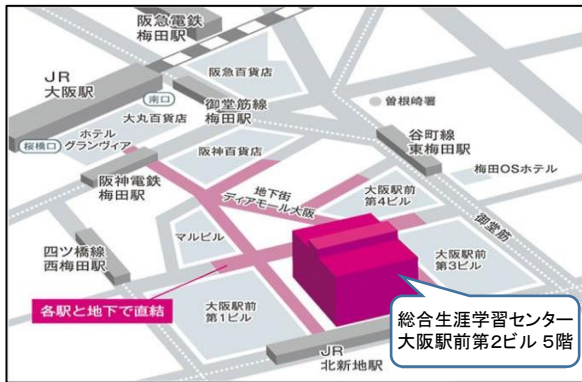 阪急電鉄
梅田駅
JR
大阪駅
阪急百貨店
南口
御堂筋線
梅田駅
大丸百貨店
曽根崎署
ホテル
グランヴィア
桜橋口
谷町線
東梅田駅
阪神百貨店
阪神電鉄
梅田駅
梅田OSホテル
地下街
ディアモール大阪
大阪駅前
第4ビル
御堂筋
マルビル
四ツ橋線
西梅田駅
大阪駅前
第3ビル
各駅と地下で直結
大阪駅前
第1ビル
総合生涯学習センター
大阪駅前第2ビル 5階
JR
北新地駅